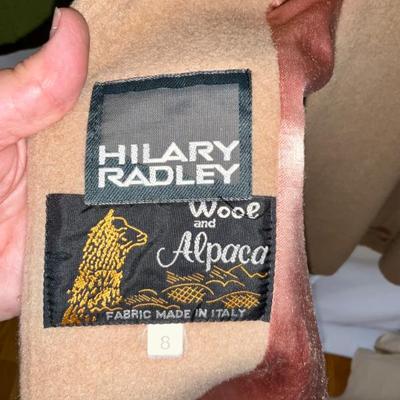 HILARY
RADLEY
Wool
and
Alpaca
FABRIC MADE IN ITALY
8